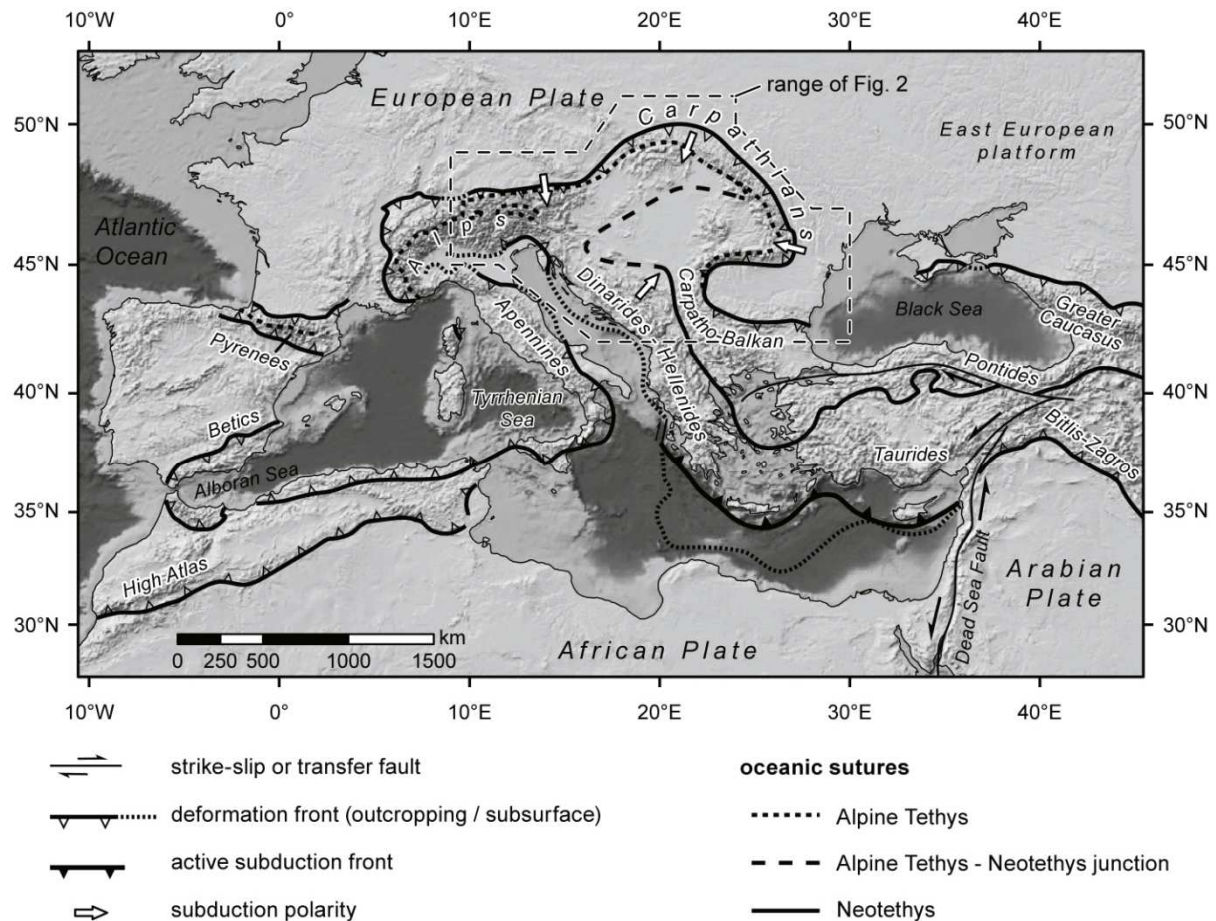 10°W 0° 10°E 20°E 30°E 40°E
range of Fig. 2
European Plate
Carpathians
50°N 50°N
East European
platform
Atlantic
Ocean
Alps
45°N 45°N
Dinarides
Carpatho-Balkan
Black Sea
Greater
Caucasus
Apennines
Pyrenees
Hellenides
Pontides
40°N 40°N
Tyrrhenian
Sea
Betics
Bitlis-Zagros
Taurides
Alboran Sea
35°N 35°N
High-Atlas
Arabian
Plate
Dead Sea Fault
30°N 30°N
km
0 250 500 1000 1500
African Plate
10°W 0° 10°E 20°E 30°E 40°E
strike-slip or transfer fault
deformation front (outcropping / subsurface)
active subduction front
subduction polarity
oceanic sutures
Alpine Tethys
Alpine Tethys - Neotethys junction
Neotethys